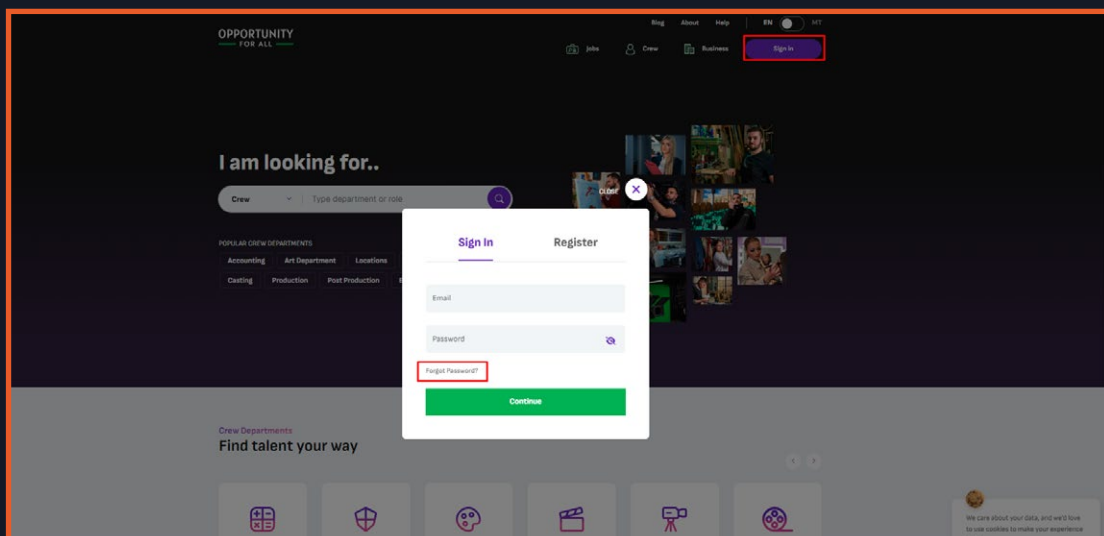 OPPORTUNITY
FOR ALL
Blog About Help EN MT
Jobs Crew Business Sign In
I am looking for..
Crew Type department or role
CLOSE
POPULAR CREW DEPARTMENTS
Accounting Art Department Locations
Casting Production Post Production
Sign In Register
Email
Password
Forgot Password?
Continue
Crew Departments
Find talent your way
We care about your data, and we'd love
to use cookies to make your experience